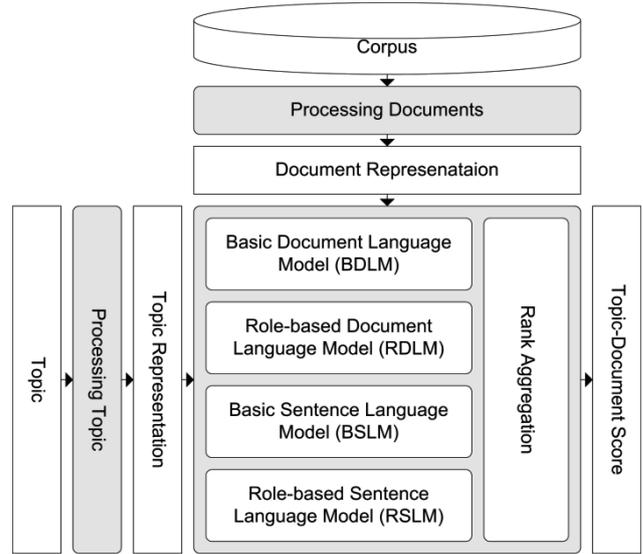 Corpus
Processing Documents
Document Represenataion
Topic
Processing Topic
Topic Representation
Basic Document Language
Model (BDLM)
Role-based Document
Language Model (RDLM)
Basic Sentence Language
Model (BSLM)
Role-based Sentence
Language Model (RSLM)
Rank Aggregation
Topic-Document Score